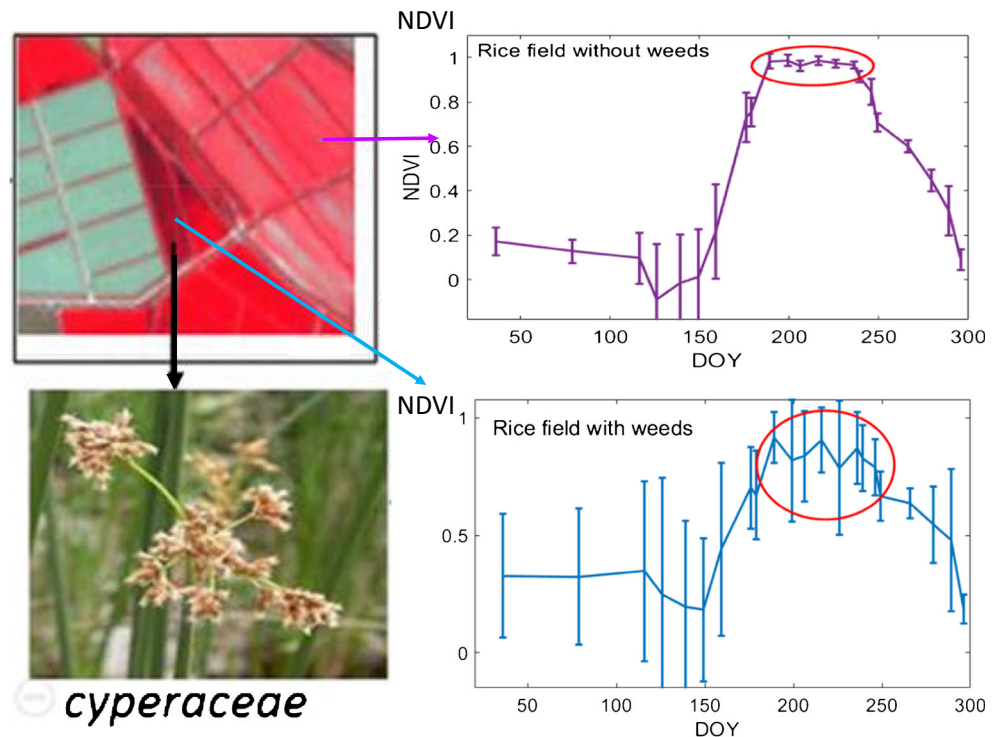 NDVI
Rice field without weeds
NDVI
1
0.8
0.6
0.4
0.2
0
50 100 150 200 250 300
DOY
NDVI
Rice field with weeds
1
0.5
0
50 100 150 200 250 300
DOY
cyperaceae